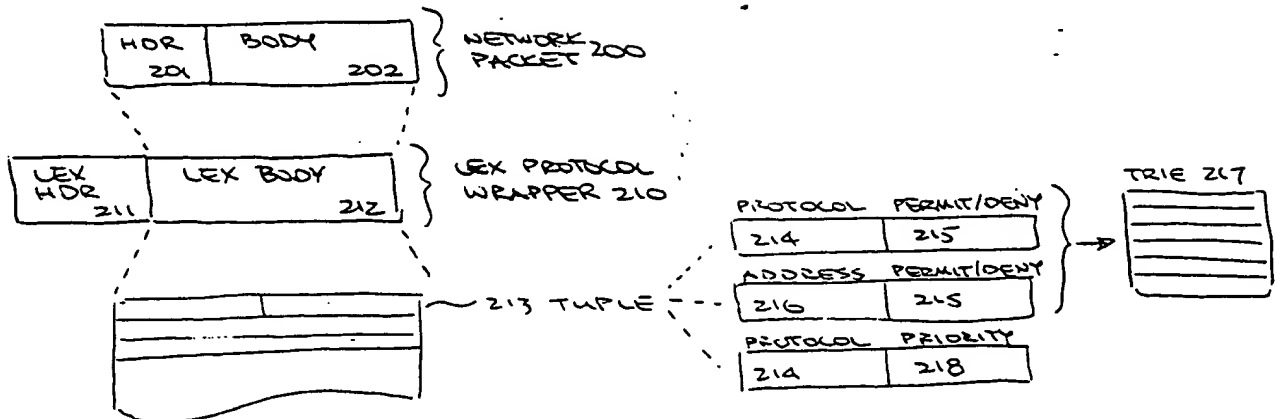 HDR
201
BODY
202
NETWORK
PACKET 200
LEX
HDR
211
LEX BODY
212
LEX PROTOCOL
WRAPPER 210
213 TUPLE
PROTOCOL PERMIT/DENY
214 215
ADDRESS PERMIT/DENY
216 215
PROTOCOL PRIORITY
214 218
TRIE 217